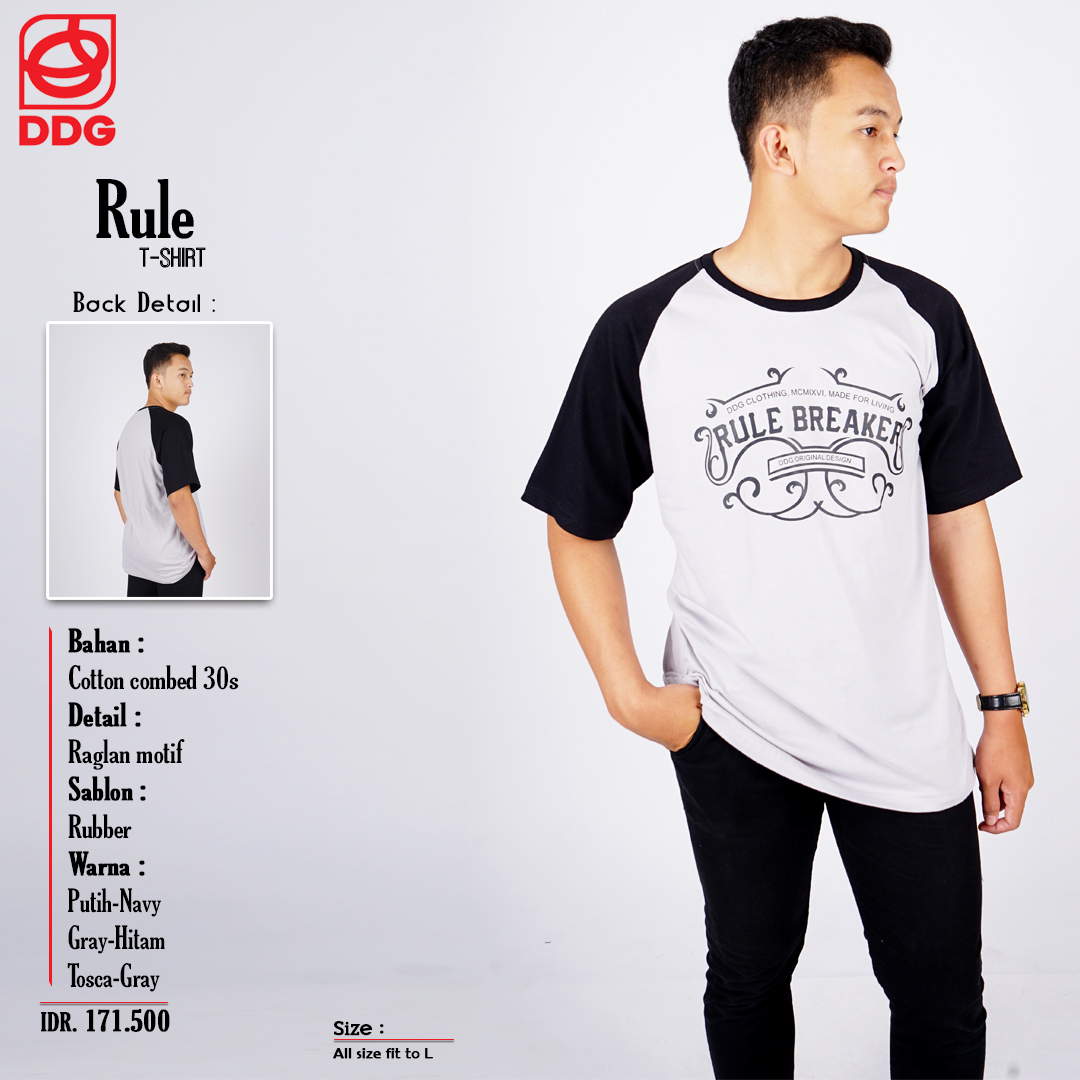 DDG
Rule
T-SHIRT
Back Detail :
DDG CLOTHING. MCMIXVI. MADE FOR LIVING
RULE BREAKER
DDG ORIGINAL DESIGN
Bahan :
Cotton combed 30s
Detail :
Raglan motif
Sablon :
Rubber
Warna :
Putih-Navy
Gray-Hitam
Tosca-Gray
IDR. 171.500
Size :
All size fit to L